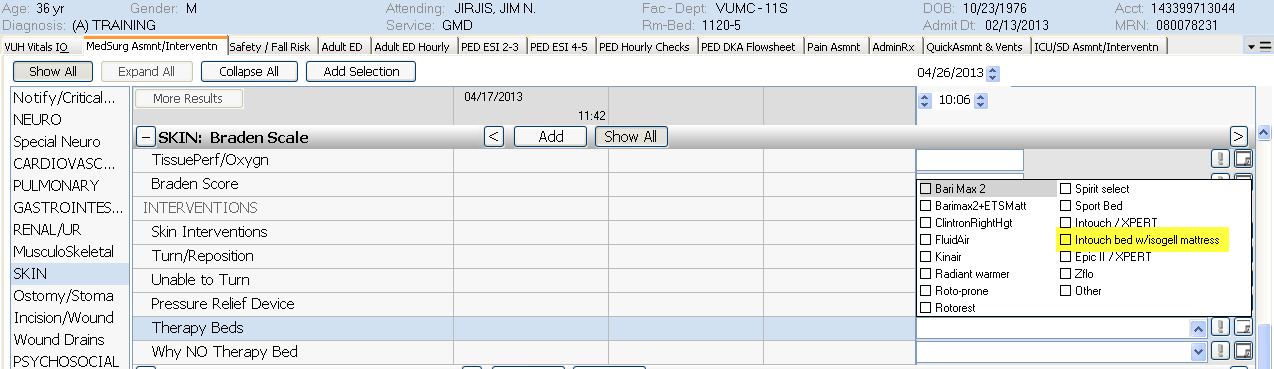 Age: 36 yr Gender: M Attending: JIRJIS, JIM N. Fac - Dept: VUMC - 11S DOB: 10/23/1976 Acct: 143399713044
Diagnosis: (A) TRAINING Service: GMD Rm-Bed: 1120-5 Admit Dt: 02/13/2013 MRN: 080078231
VUH Vitals IO MedSurg Asmnt/Interventn Safety / Fall Risk Adult ED Adult ED Hourly PED ESI 2-3 PED ESI 4-5 PED Hourly Checks PED DKA Flowsheet Pain Asmnt AdminRx QuickAsmnt & Vents ICU/SD Asmnt/Interventn
Show All Expand All Collapse All Add Selection 04/26/2013
Notify/Critical... More Results 04/17/2013 10:06
NEURO 11:42
Special Neuro − SKIN: Braden Scale < Add Show All >
CARDIOVASC... TissuePerf/Oxygn
PULMONARY Braden Score Bari Max 2 Spirit select
GASTROINTES... INTERVENTIONS Barimax2+ETSMatt Sport Bed
RENAL/UR Skin Interventions ClintronRightHgt Intouch / XPERT
MusculoSkeletal Turn/Reposition FluidAir Intouch bed w/isogell mattress
SKIN Unable to Turn Kinair Epic II / XPERT
Radiant warmer Zflo
Ostomy/Stoma Pressure Relief Device Roto-prone Other
Incision/Wound Rotorest
Wound Drains Therapy Beds
PSYCHOSOCIAL Why NO Therapy Bed